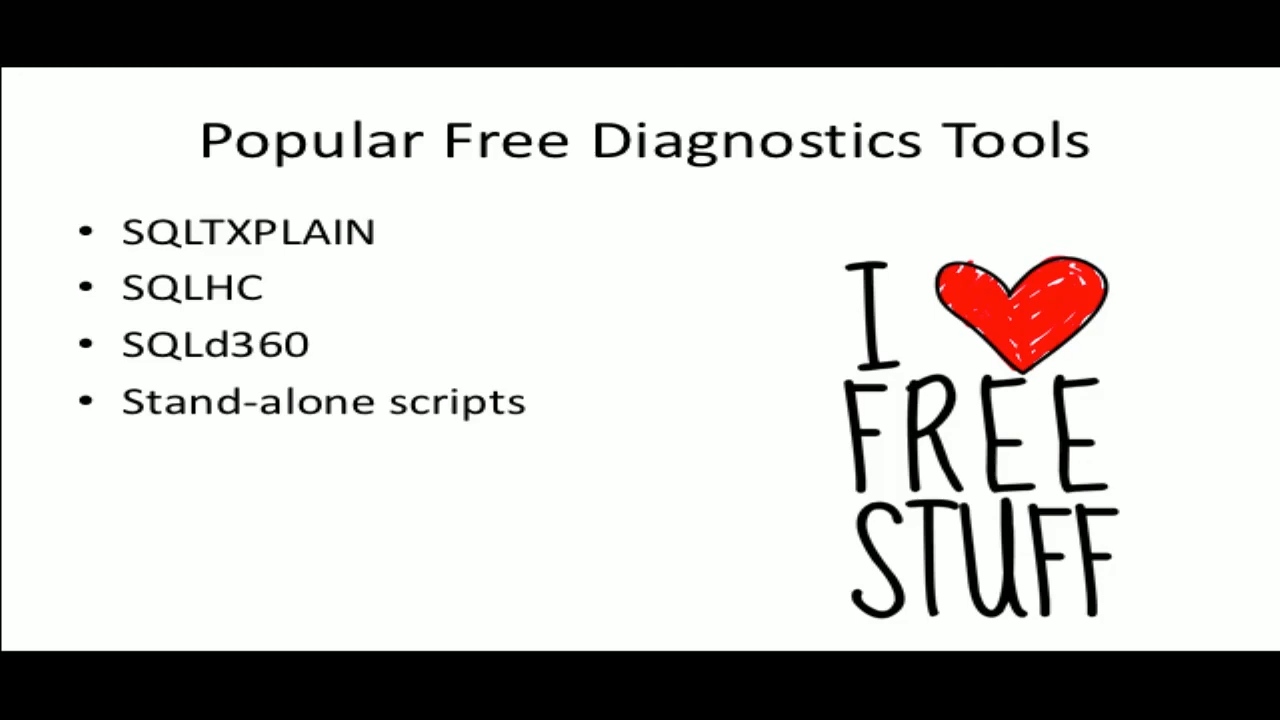 Popular Free Diagnostics Tools
• SQLTXPLAIN
• SQLHC
• SQLd360
• Stand-alone scripts
I
FREE
STUFF